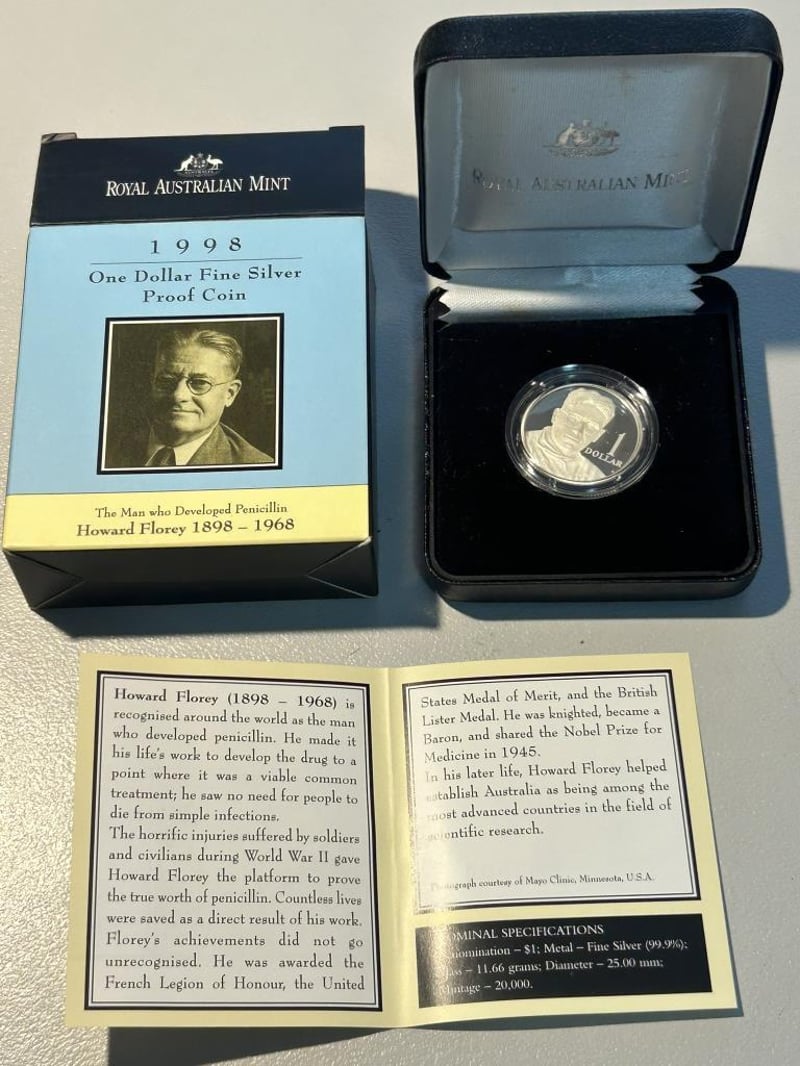 ROYAL AUSTRALIAN MINT
1998
One Dollar Fine Silver
Proof Coin
The Man who Developed Penicillin
Howard Florey 1898 – 1968
ROYAL AUSTRALIAN MINT
1
DOLLAR
Howard Florey (1898 – 1968) is
recognised around the world as the man
who developed penicillin. He made it
his life's work to develop the drug to a
point where it was a viable common
treatment; he saw no need for people to
die from simple infections.
The horrific injuries suffered by soldiers
and civilians during World War II gave
Howard Florey the platform to prove
the true worth of penicillin. Countless lives
were saved as a direct result of his work.
Florey's achievements did not go
unrecognised. He was awarded the
French Legion of Honour, the United
States Medal of Merit, and the British
Lister Medal. He was knighted, became a
Baron, and shared the Nobel Prize for
Medicine in 1945.
In his later life, Howard Florey helped
establish Australia as being among the
most advanced countries in the field of
scientific research.
Photograph courtesy of Mayo Clinic, Minnesota, U.S.A.
NOMINAL SPECIFICATIONS
Denomination – $1; Metal – Fine Silver (99.9%);
Mass – 11.66 grams; Diameter – 25.00 mm;
Mintage – 20,000.